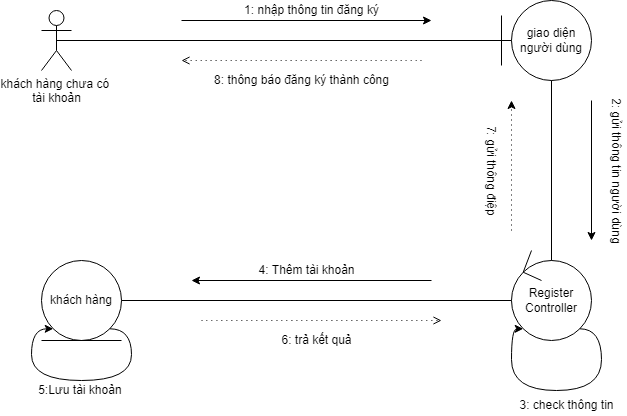 1: nhập thông tin đăng ký
giao diện
người dùng
khách hàng chưa có
tài khoản
8: thông báo đăng ký thành công
7: gửi thông điệp
2: gửi thông tin người dùng
4: Thêm tài khoản
khách hàng
Register
Controller
6: trả kết quả
5:Lưu tài khoản
3: check thông tin